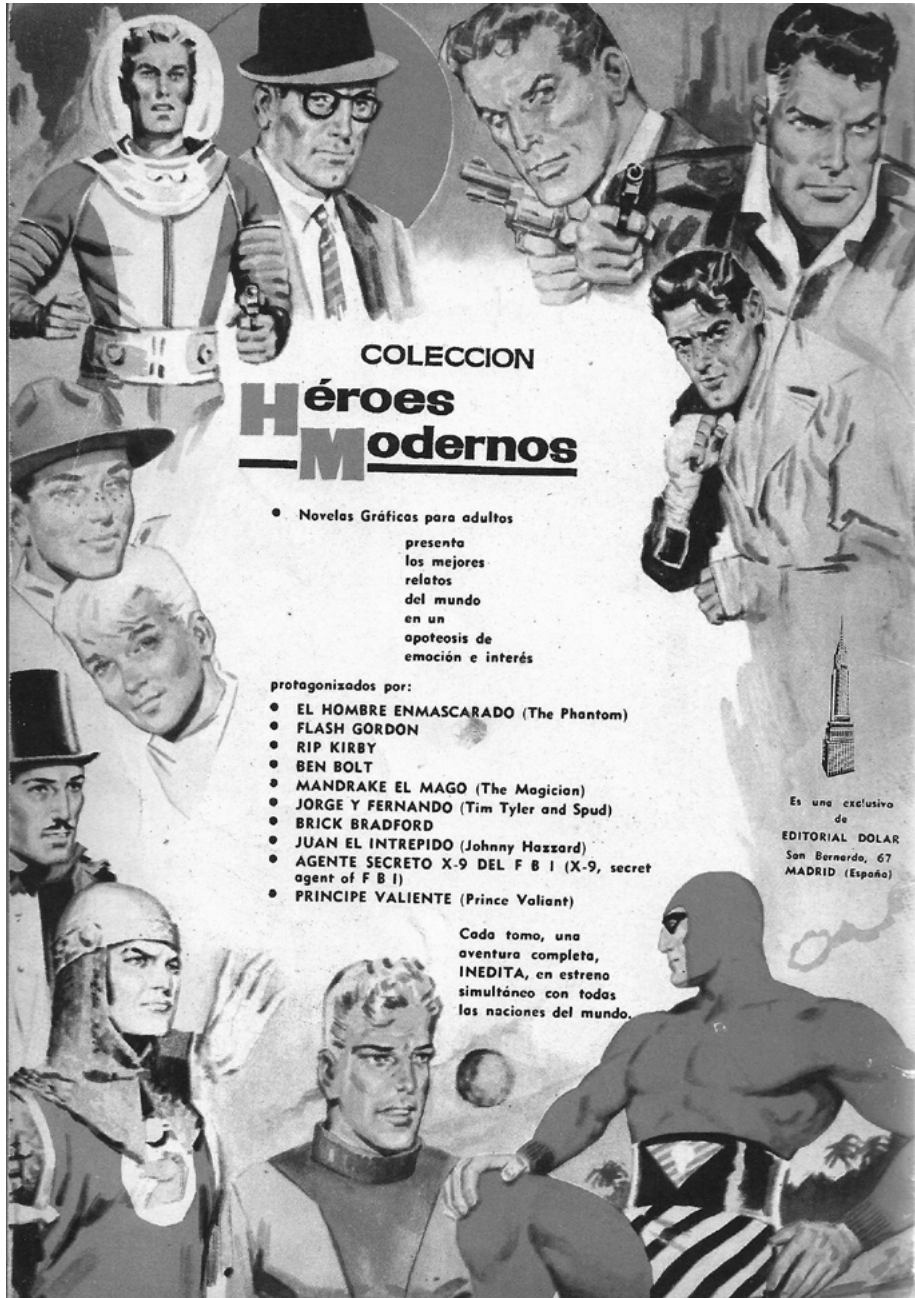 COLECCION
Héroes
Modernos
• Novelas Gráficas para adultos
presenta
los mejores
relatos
del mundo
en un
apoteosis de
emoción e interés
protagonizados por:
• EL HOMBRE ENMASCARADO (The Phantom)
• FLASH GORDON
• RIP KIRBY
• BEN BOLT
• MANDRAKE EL MAGO (The Magician)
• JORGE Y FERNANDO (Tim Tyler and Spud)
• BRICK BRADFORD
• JUAN EL INTREPIDO (Johnny Hazzard)
• AGENTE SECRETO X-9 DEL F B I (X-9, secret
agent of F B I)
• PRINCIPE VALIENTE (Prince Valiant)
Es una exclusivo
de
EDITORIAL DOLAR
San Bernardo, 67
MADRID (España)
Cada tomo, una
aventura completa,
INEDITA, en estreno
simultáneo con todas
las naciones del mundo.